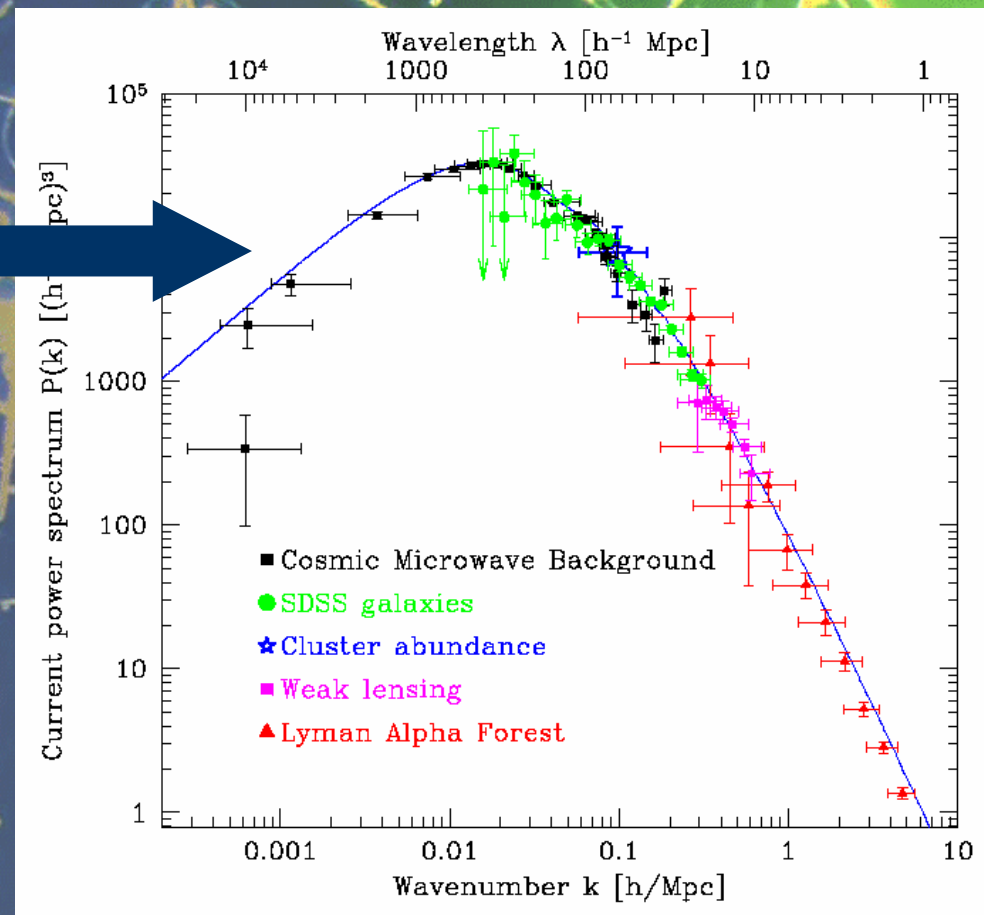 Wavelength λ [h⁻¹ Mpc]
10⁴ 1000 100 10 1
10⁵
1000
100
10
1
Current power spectrum P(k) [(h pc)³]
■ Cosmic Microwave Background
● SDSS galaxies
☆ Cluster abundance
■ Weak lensing
▲ Lyman Alpha Forest
0.001 0.01 0.1 1 10
Wavenumber k [h/Mpc]